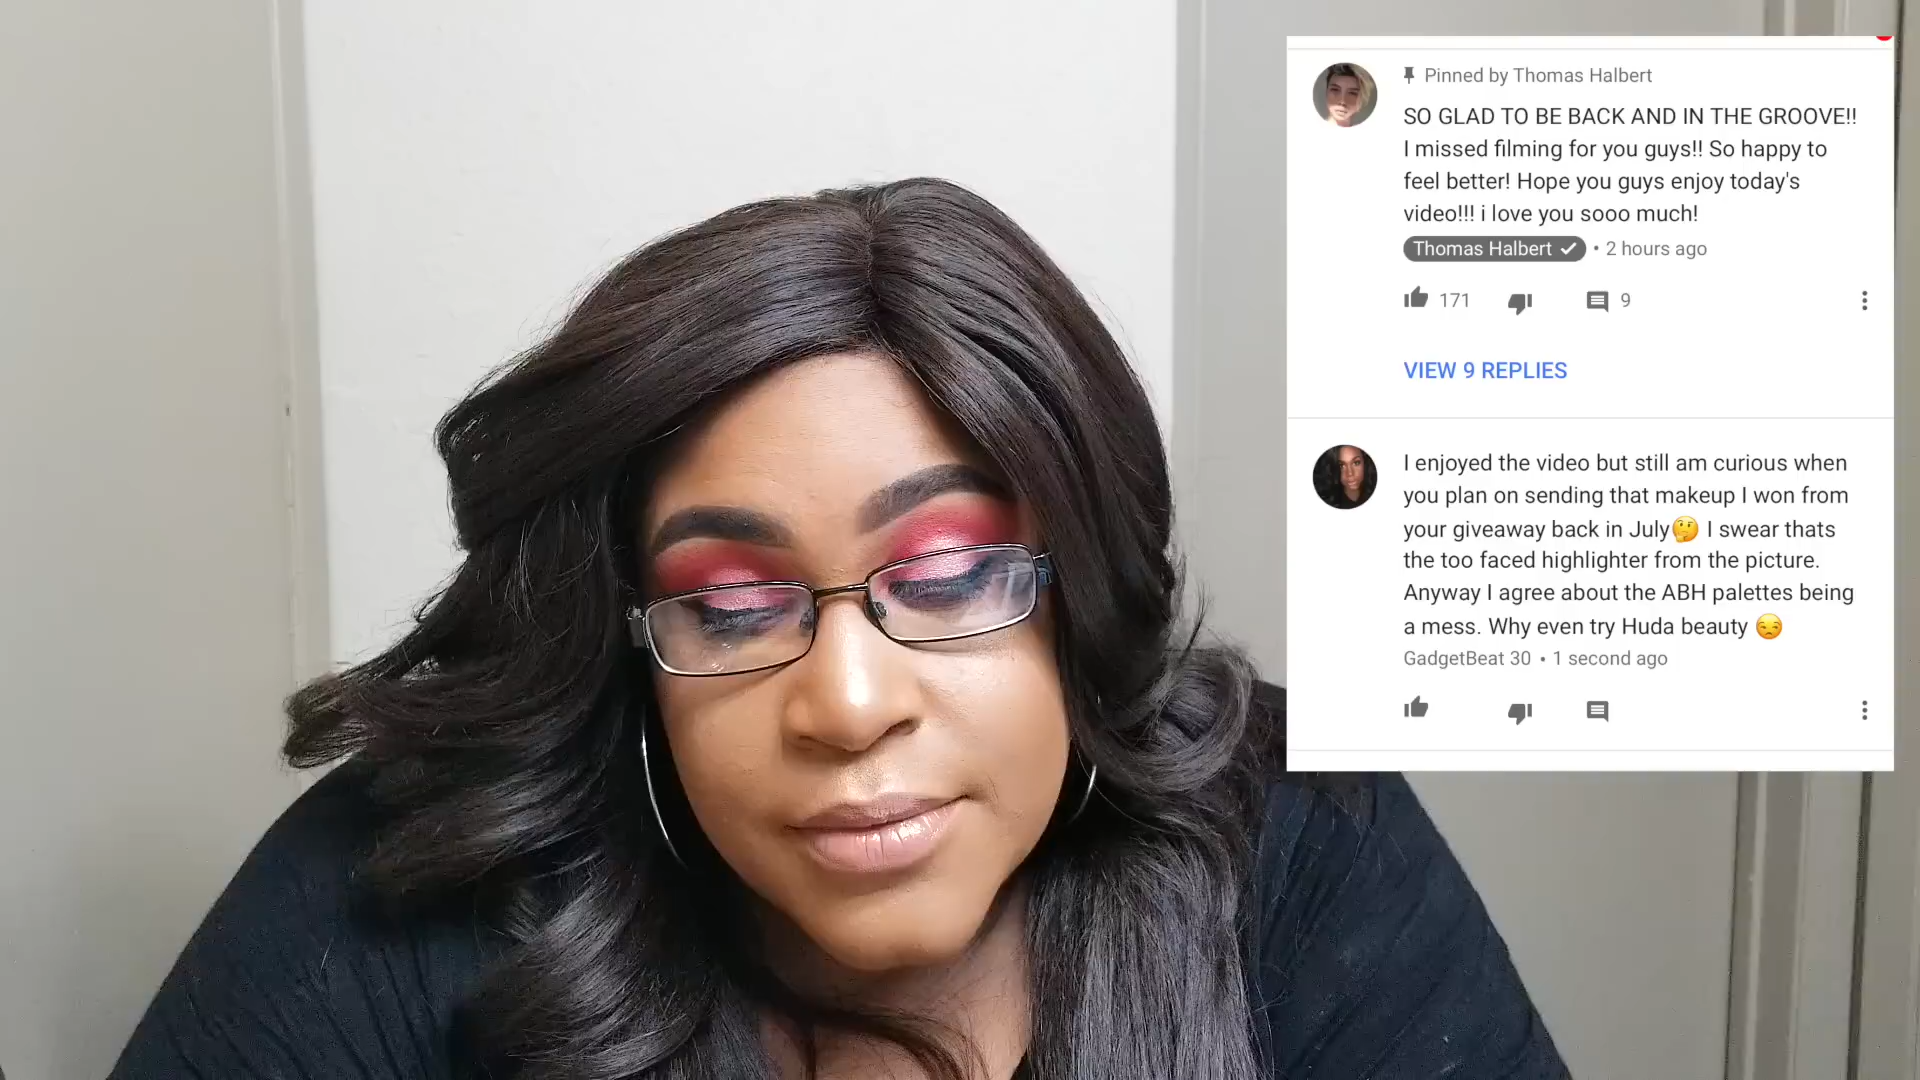 Pinned by Thomas Halbert
SO GLAD TO BE BACK AND IN THE GROOVE!!
I missed filming for you guys!! So happy to
feel better! Hope you guys enjoy today's
video!!! i love you sooo much!
Thomas Halbert • 2 hours ago
171 9
VIEW 9 REPLIES
I enjoyed the video but still am curious when
you plan on sending that makeup I won from
your giveaway back in July🤔 I swear thats
the too faced highlighter from the picture.
Anyway I agree about the ABH palettes being
a mess. Why even try Huda beauty 😒
GadgetBeat 30 • 1 second ago